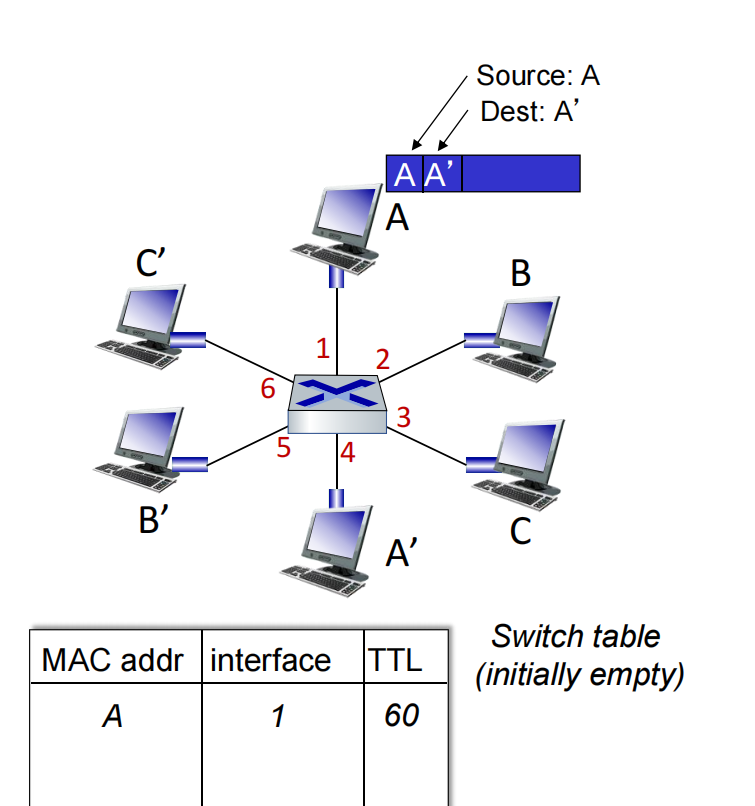 Source: A
Dest: A’
A A’
A
C’
B
1
2
6
3
5
4
B’
A’
C
Switch table
(initially empty)
MAC addr interface TTL
A 1 60